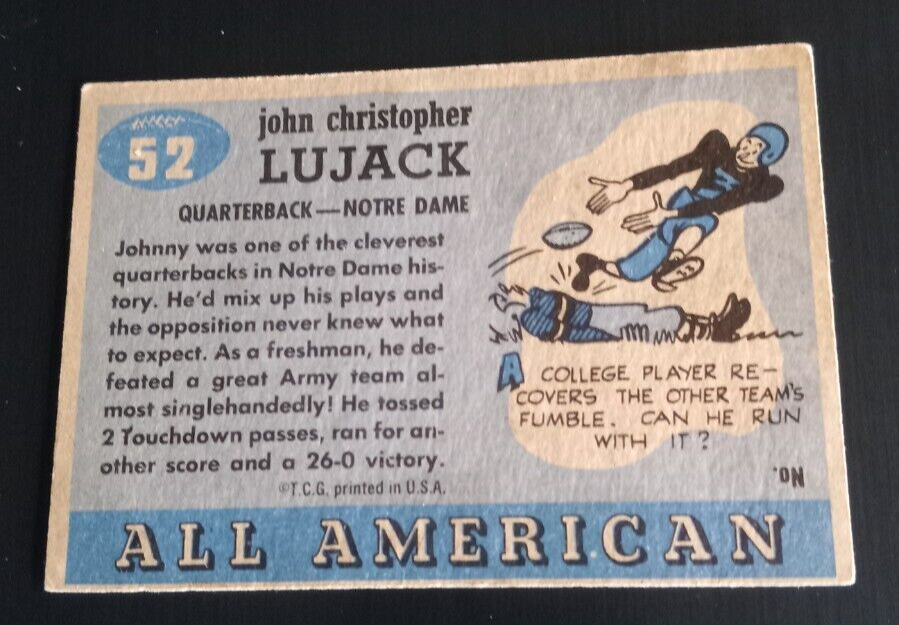 52
john christopher
LUJACK
QUARTERBACK—NOTRE DAME
Johnny was one of the cleverest
quarterbacks in Notre Dame his-
tory. He'd mix up his plays and
the opposition never knew what
to expect. As a freshman, he de-
feated a great Army team al-
most singlehandedly! He tossed
2 Touchdown passes, ran for an-
other score and a 26-0 victory.
©T.C.G. printed in U.S.A.
A COLLEGE PLAYER RE-
COVERS THE OTHER TEAM'S
FUMBLE. CAN HE RUN
WITH IT?
NO.
ALL AMERICAN